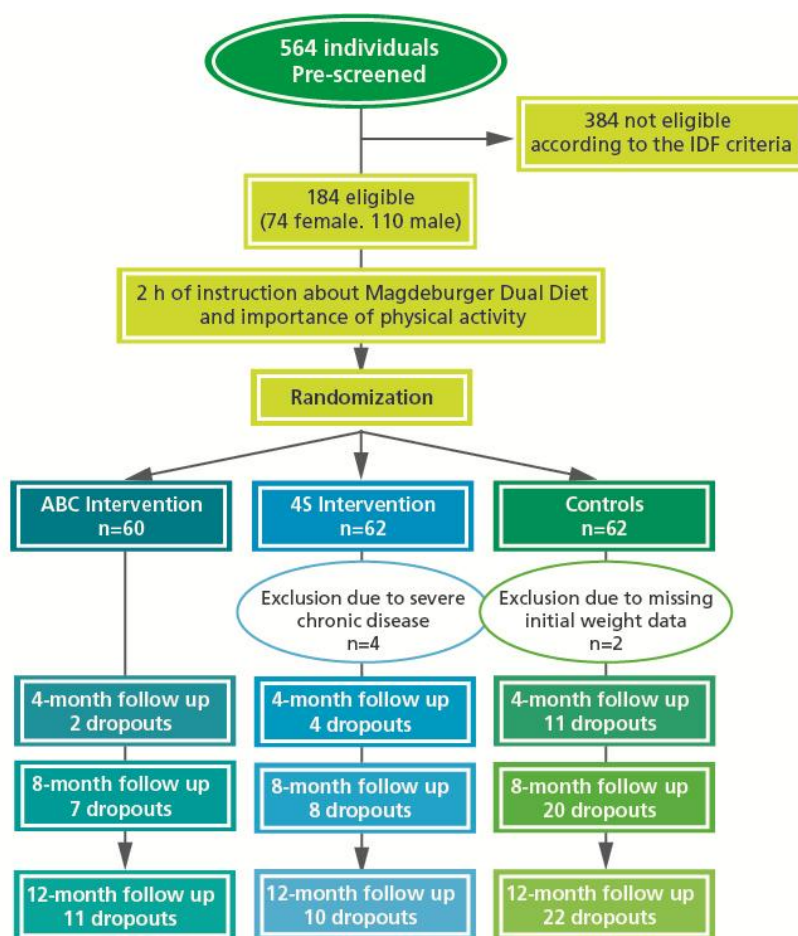 564 individuals
Pre-screened
384 not eligible
according to the IDF criteria
184 eligible
(74 female. 110 male)
2 h of instruction about Magdeburger Dual Diet
and importance of physical activity
Randomization
ABC Intervention
n=60
4S Intervention
n=62
Controls
n=62
Exclusion due to severe
chronic disease
n=4
Exclusion due to missing
initial weight data
n=2
4-month follow up
2 dropouts
4-month follow up
4 dropouts
4-month follow up
11 dropouts
8-month follow up
7 dropouts
8-month follow up
8 dropouts
8-month follow up
20 dropouts
12-month follow up
11 dropouts
12-month follow up
10 dropouts
12-month follow up
22 dropouts